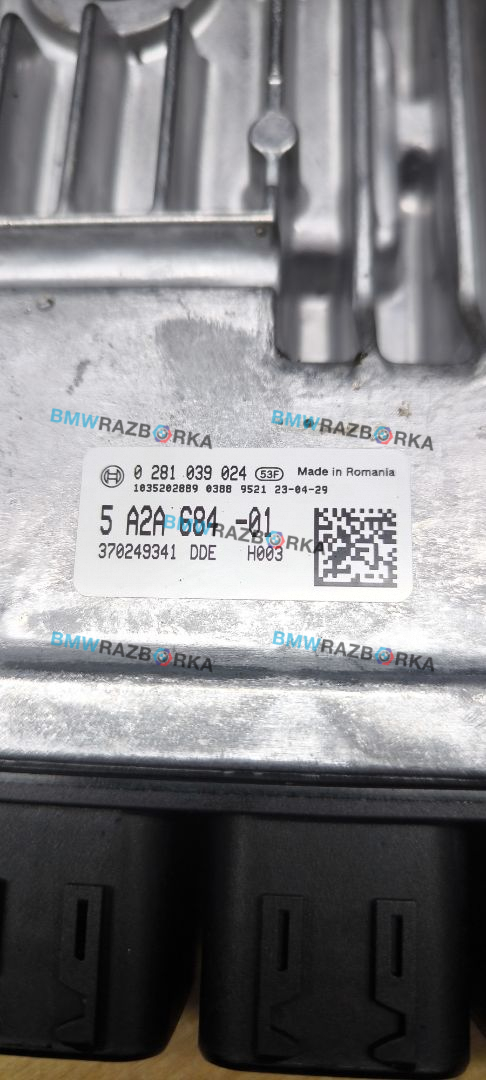 BMWRAZBORKA BMWRAZBORKA
0 281 039 024 53F Made in Romania
1035202889 0388 9521 23-04-29
5 A2A 684 -01
370249341 DDE H003
BMWRAZBORKA BMWRAZBORKA